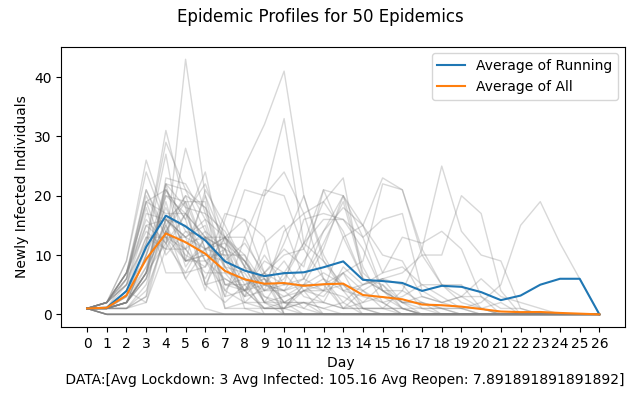 Epidemic Profiles for 50 Epidemics
Average of Running
Average of All
Newly Infected Individuals
40
30
20
10
0
0 1 2 3 4 5 6 7 8 9 10 11 12 13 14 15 16 17 18 19 20 21 22 23 24 25 26
Day
DATA:[Avg Lockdown: 3 Avg Infected: 105.16 Avg Reopen: 7.891891891891892]